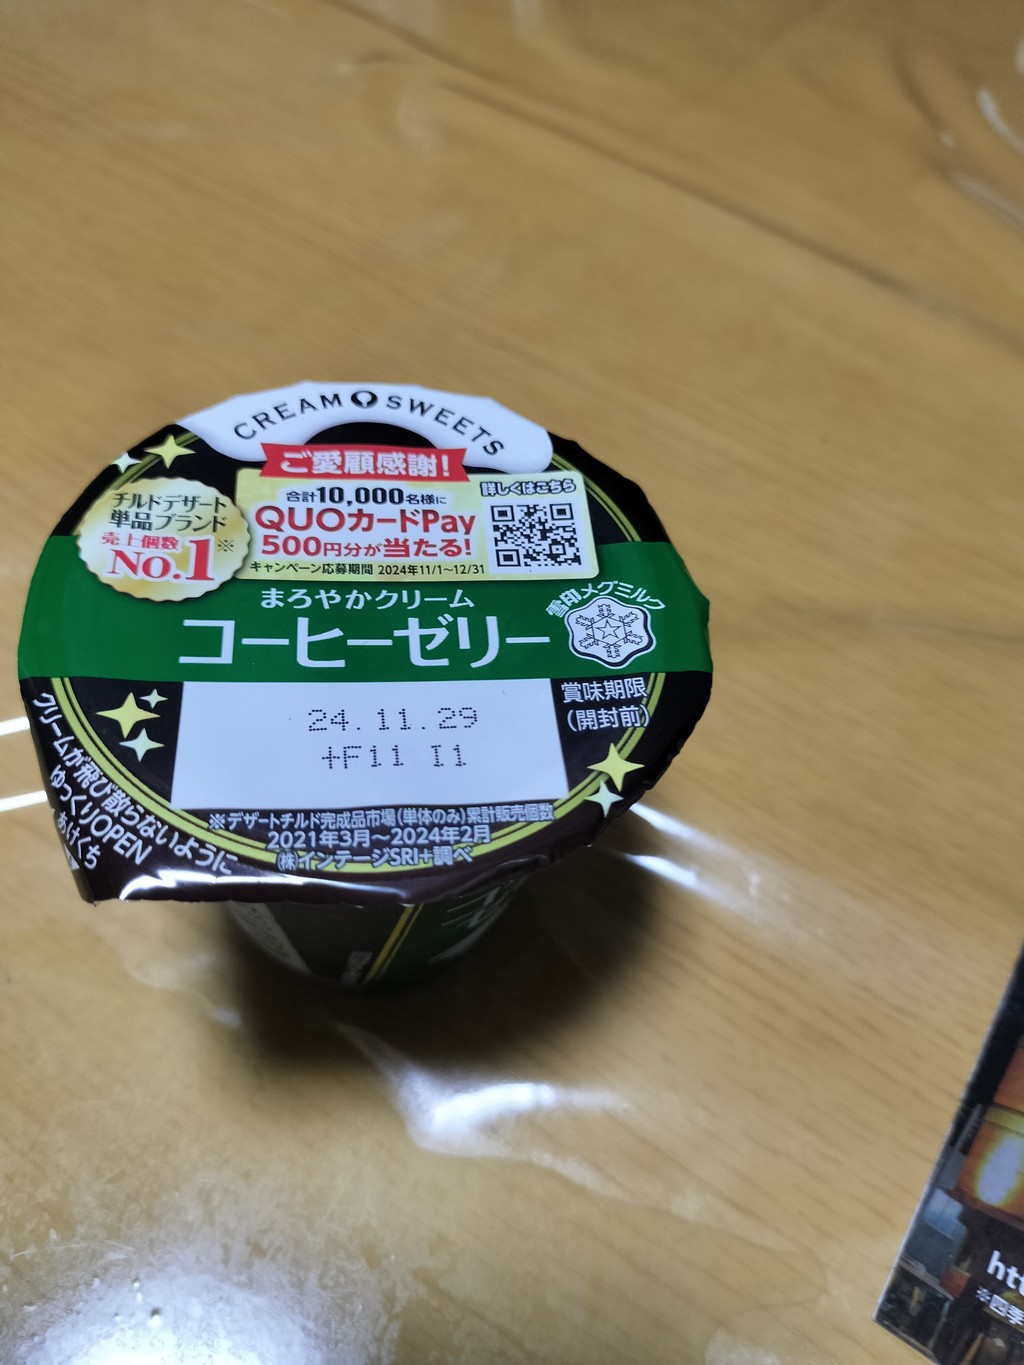 CREAM SWEETS
ご愛顧感謝!
合計10,000名様に
QUOカードPay
500円分が当たる!
キャンペーン応募期間 2024年11/1~12/31
詳しくはこちら
チルドデザート
単品ブランド
売上個数
No.1※
まろやかクリーム
コーヒーゼリー
雪印メグミルク
賞味期限
(開封前)
24.11.29
+F11 I1
※デザートチルド完成品市場(単体のみ)累計販売個数
2021年3月~2024年2月
(株)インテージSRI+調べ
クリームが飛び散らないように
ゆっくりOPEN
あけくち
htt
※四季